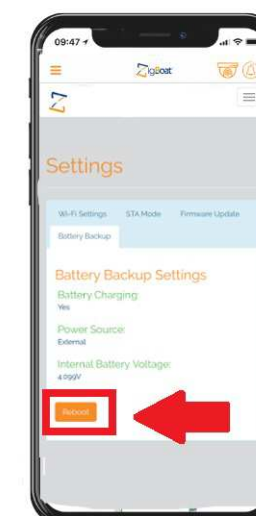 09:47
ZigBoat
Settings
Wi-Fi Settings STA Mode Firmware Update
Battery Backup
Battery Backup Settings
Battery Charging:
Yes
Power Source:
External
Internal Battery Voltage:
4.099V
Reboot